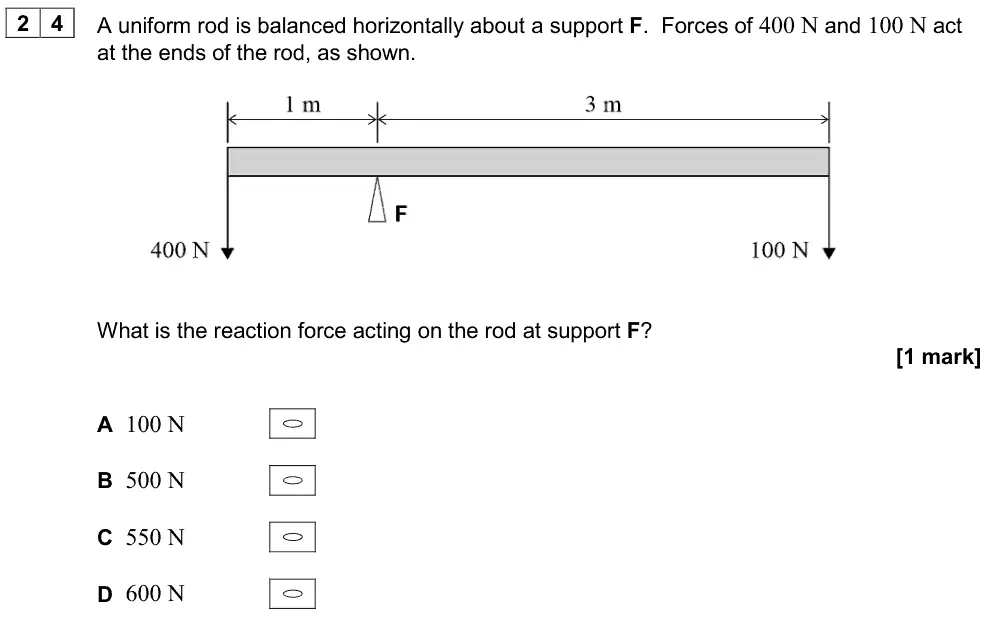 2 4 A uniform rod is balanced horizontally about a support F. Forces of 400 N and 100 N act
at the ends of the rod, as shown.
1 m 3 m
F
400 N 100 N
What is the reaction force acting on the rod at support F?
[1 mark]
A 100 N
B 500 N
C 550 N
D 600 N